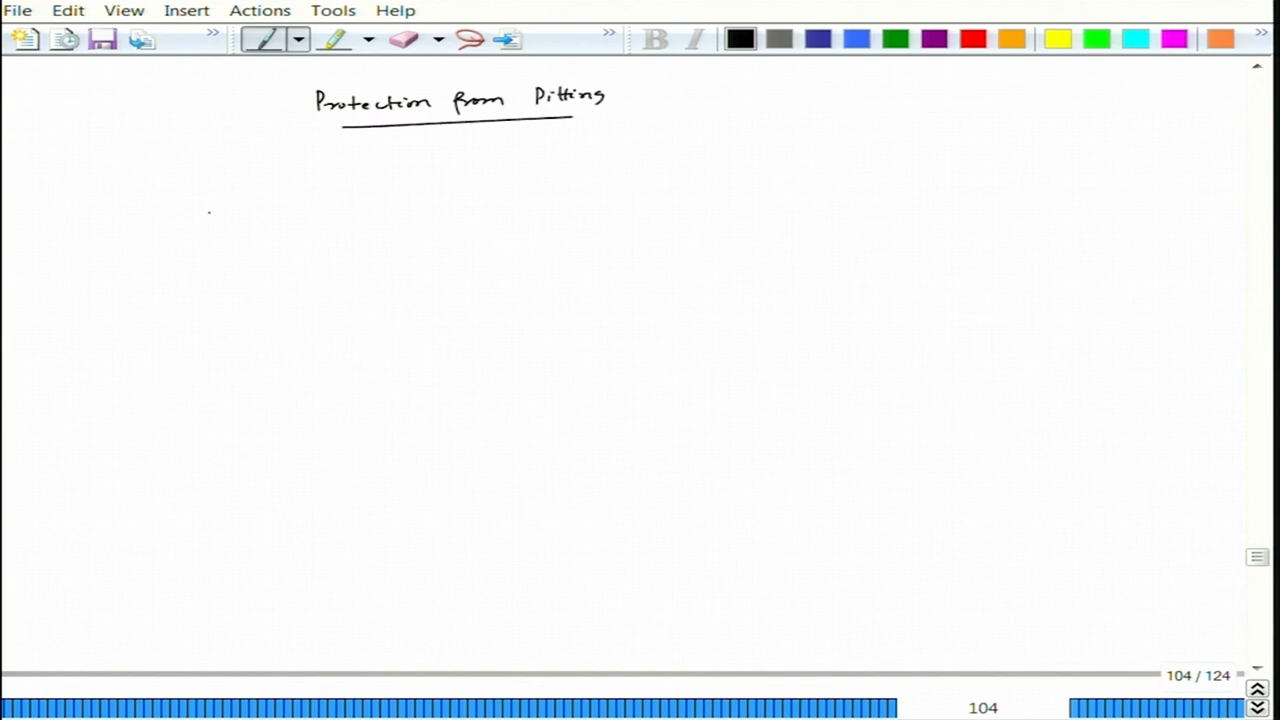 File Edit View Insert Actions Tools Help
B I
Protection from Pitting
104 / 124
104